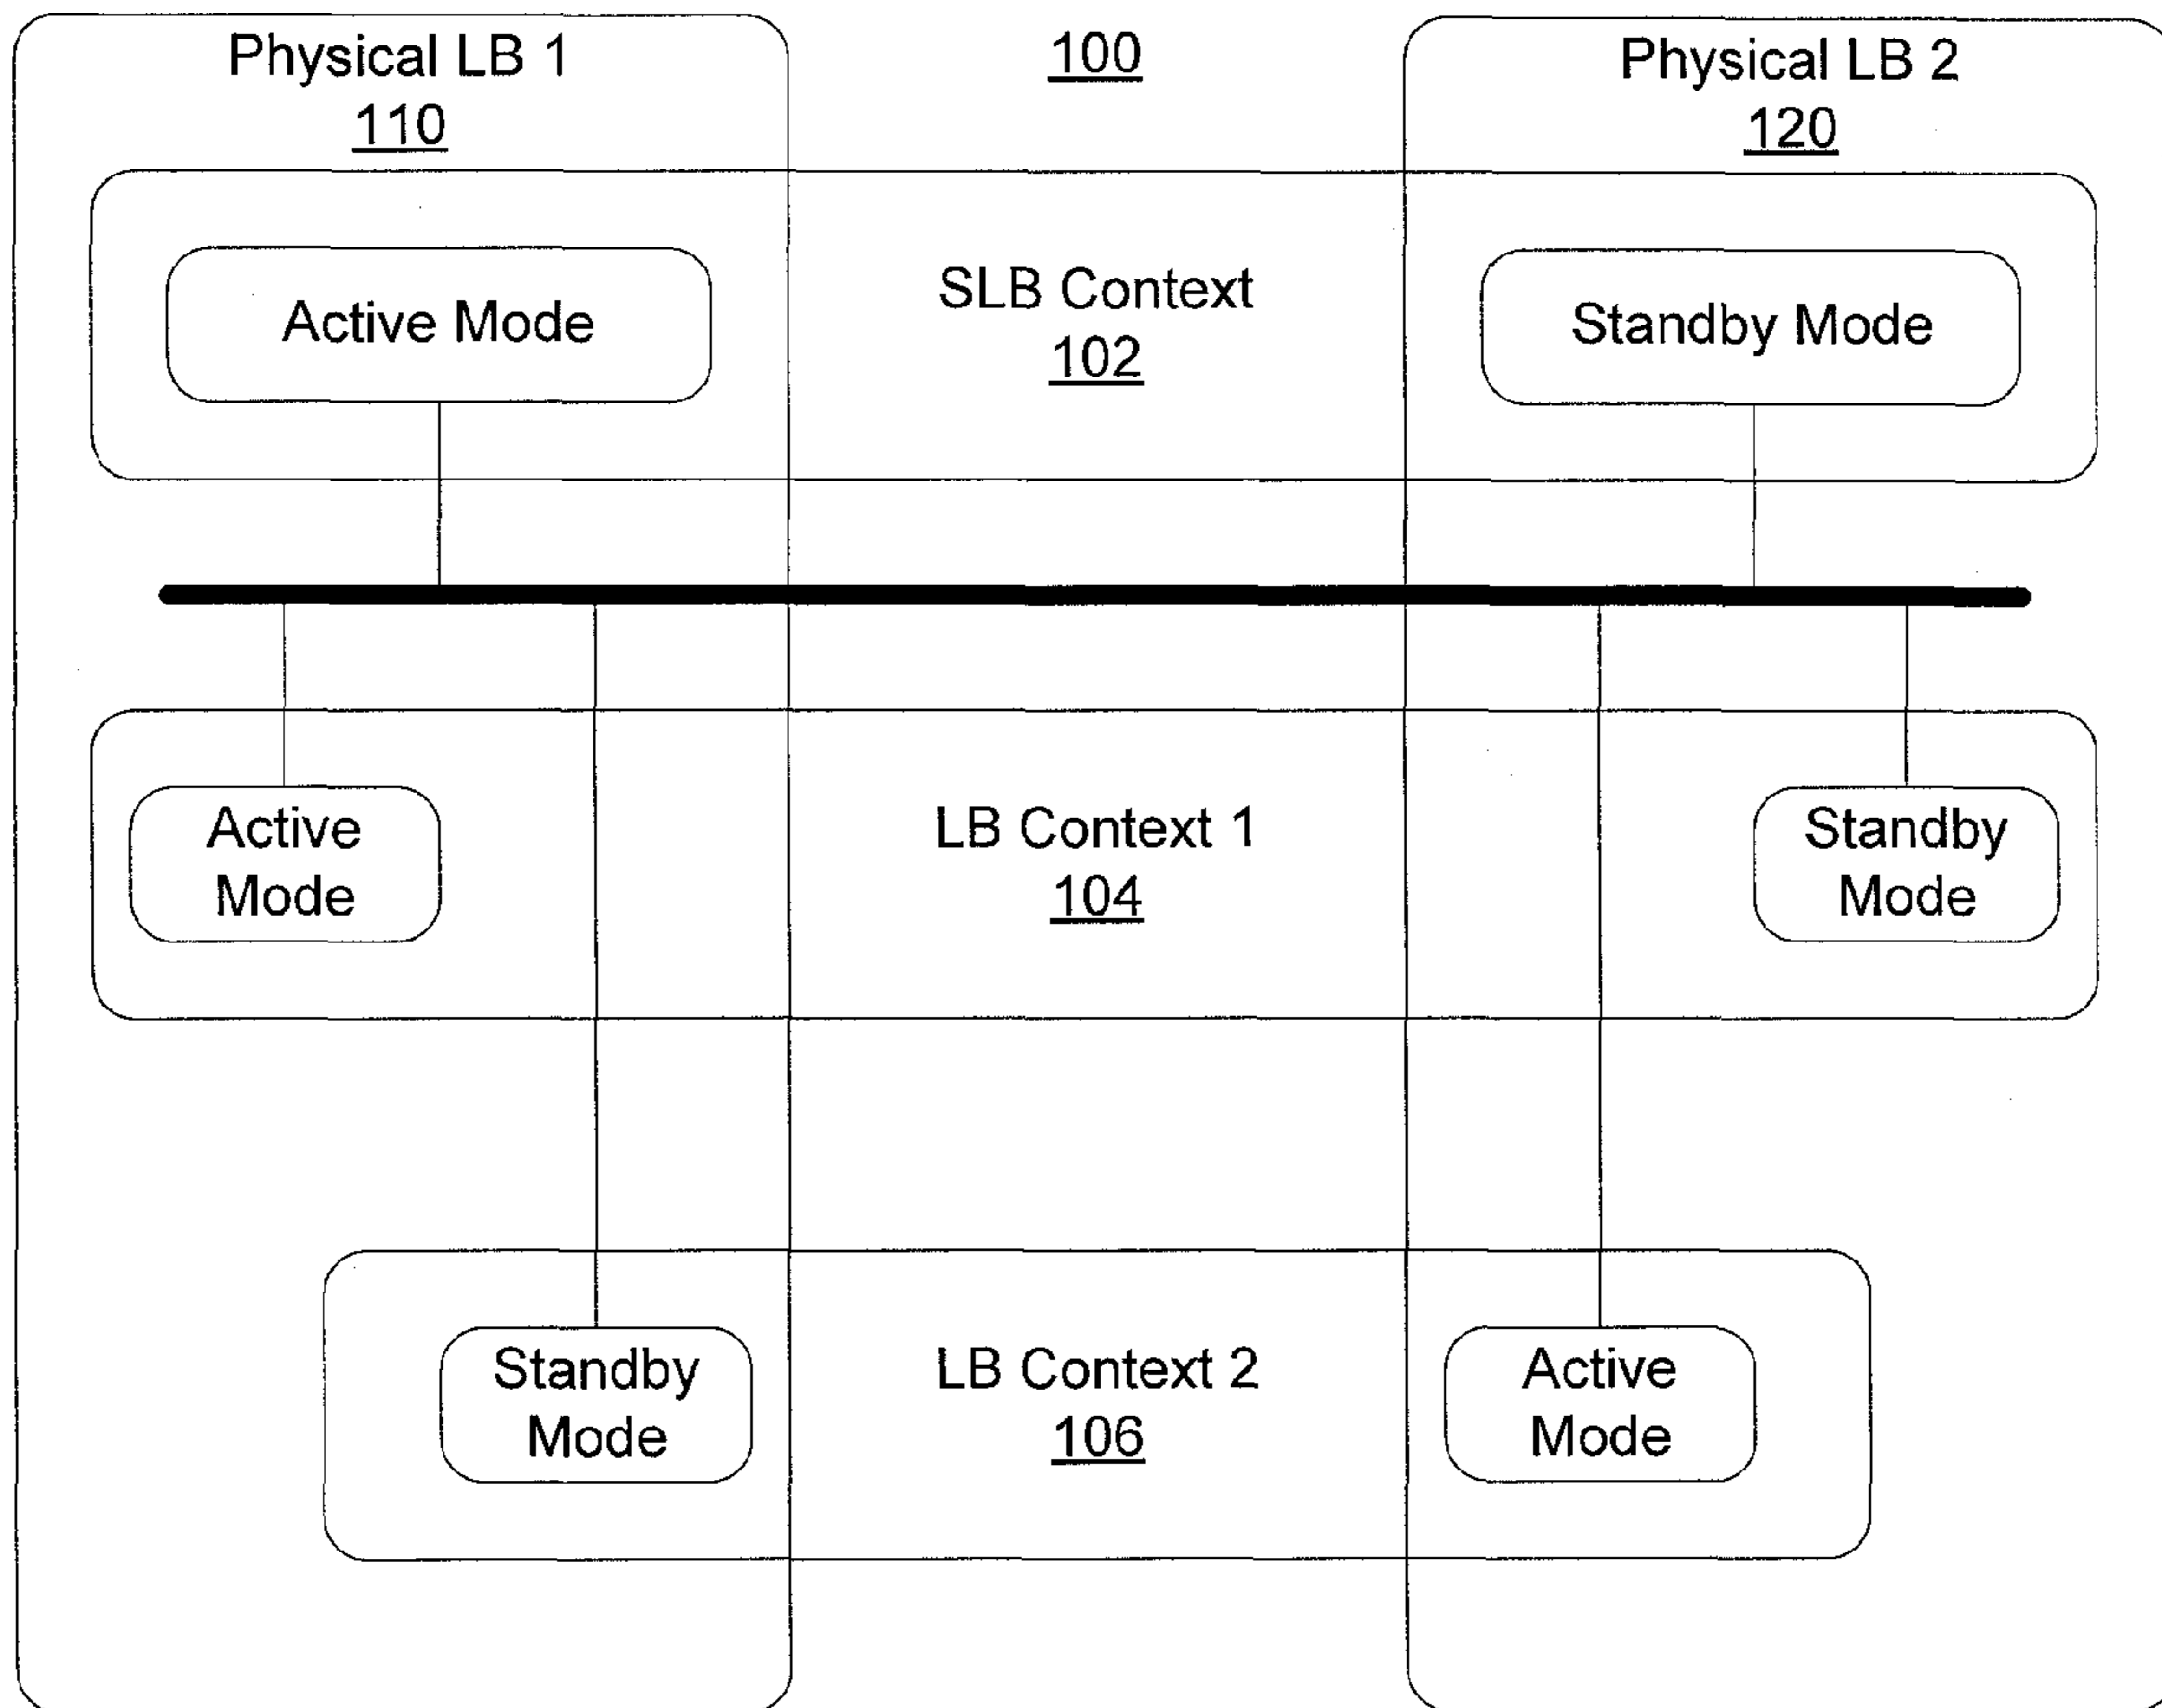 Physical LB 1
110
100
Physical LB 2
120
Active Mode
SLB Context
102
Standby Mode
Active
Mode
LB Context 1
104
Standby
Mode
Standby
Mode
LB Context 2
106
Active
Mode